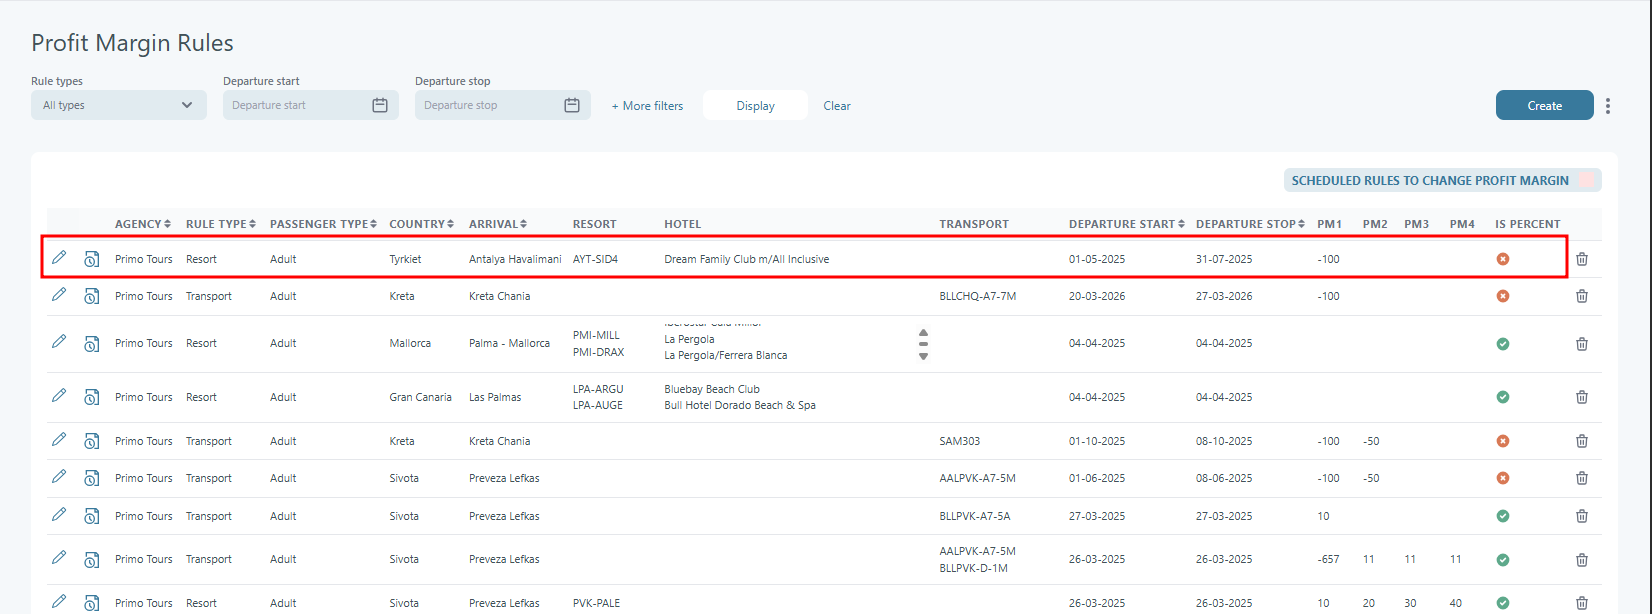 Profit Margin Rules
Rule types Departure start Departure stop
All types Departure start Departure stop + More filters Display Clear Create
SCHEDULED RULES TO CHANGE PROFIT MARGIN
AGENCY RULE TYPE PASSENGER TYPE COUNTRY ARRIVAL RESORT HOTEL TRANSPORT DEPARTURE START DEPARTURE STOP PM1 PM2 PM3 PM4 IS PERCENT
Primo Tours Resort Adult Tyrkiet Antalya Havalimani AYT-SID4 Dream Family Club m/All Inclusive 01-05-2025 31-07-2025 -100
Primo Tours Transport Adult Kreta Kreta Chania BLLCHQ-A7-7M 20-03-2026 27-03-2026 -100
PMI-MILL La Pergola
Primo Tours Resort Adult Mallorca Palma - Mallorca 04-04-2025 04-04-2025
PMI-DRAX La Pergola/Ferrera Blanca
LPA-ARGU Bluebay Beach Club
Primo Tours Resort Adult Gran Canaria Las Palmas 04-04-2025 04-04-2025
LPA-AUGE Bull Hotel Dorado Beach & Spa
Primo Tours Transport Adult Kreta Kreta Chania SAM303 01-10-2025 08-10-2025 -100 -50
Primo Tours Transport Adult Sivota Preveza Lefkas AALPVK-A7-5M 01-06-2025 08-06-2025 -100 -50
Primo Tours Transport Adult Sivota Preveza Lefkas BLLPVK-A7-5A 27-03-2025 27-03-2025 10
AALPVK-A7-5M
Primo Tours Transport Adult Sivota Preveza Lefkas 26-03-2025 26-03-2025 -657 11 11 11
BLLPVK-D-1M
Primo Tours Resort Adult Sivota Preveza Lefkas PVK-PALE 26-03-2025 26-03-2025 10 20 30 40